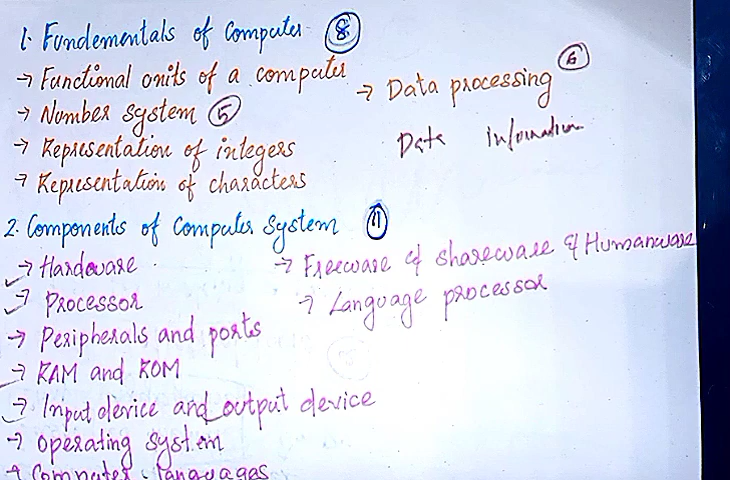 1. Fundementals of Computer 8
→ Functional units of a computer
→ Number system 5
→ Representation of integers
→ Representation of characters
→ Data processing 6
Data Information
2. Components of Computer System 11
→ Hardware
→ Processor
→ Peripherals and ports
→ RAM and ROM
→ Input device and output device
→ Operating system
→ Computer languages
→ Freeware & shareware & Humanware
→ Language processor